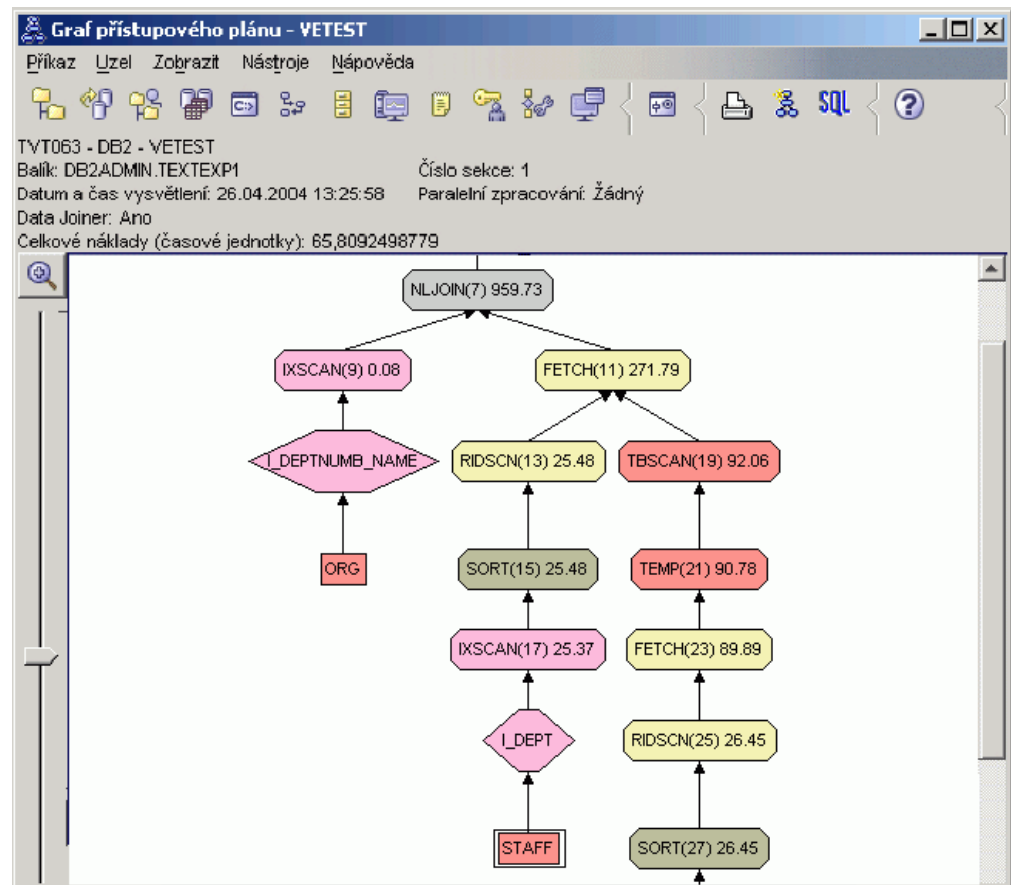 Graf přístupového plánu - VETEST
Příkaz Uzel Zobrazit Nástroje Nápověda
SQL
TVT063 - DB2 - VETEST
Balík: DB2ADMIN.TEXTEXP1 Číslo sekce: 1
Datum a čas vysvětlení: 26.04.2004 13:25:58 Paralelní zpracování: Žádný
Data Joiner: Ano
Celkové náklady (časové jednotky): 65,8092498779
NLJOIN(7) 959.73
IXSCAN(9) 0.08 FETCH(11) 271.79
I_DEPTNUMB_NAME RIDSCN(13) 25.48 TBSCAN(19) 92.06
ORG SORT(15) 25.48 TEMP(21) 90.78
IXSCAN(17) 25.37 FETCH(23) 89.89
I_DEPT RIDSCN(25) 26.45
STAFF SORT(27) 26.45